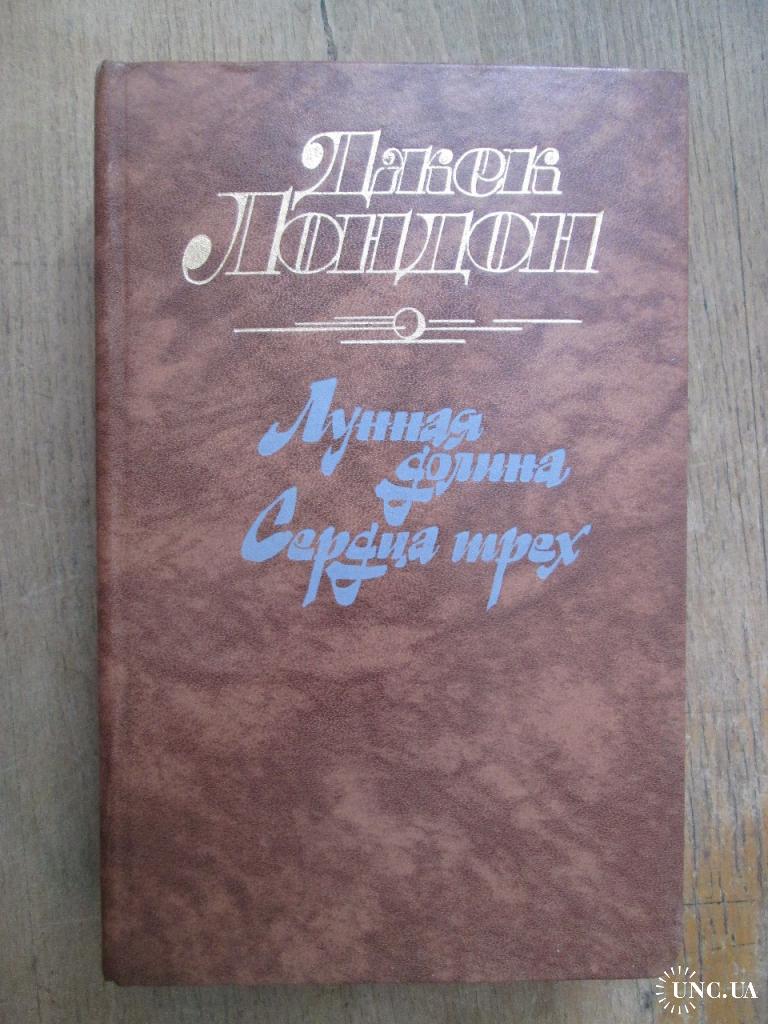 Джек
Лондон
Лунная
долина
Сердца трех
UNC.UA